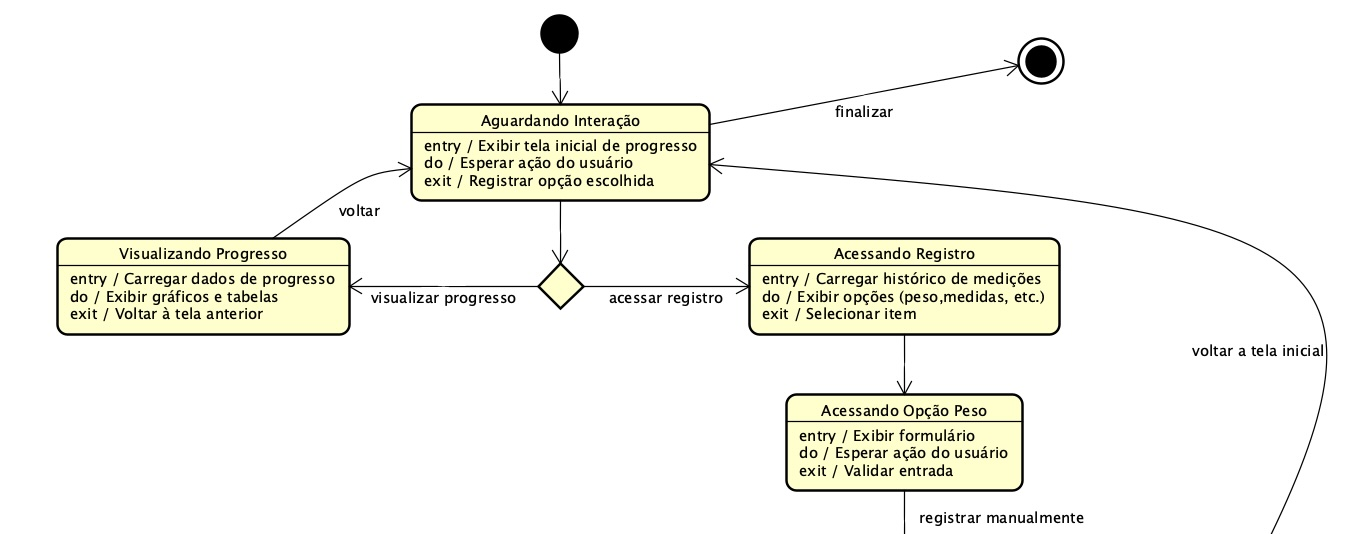 Aguardando Interação
entry / Exibir tela inicial de progresso
do / Esperar ação do usuário
exit / Registrar opção escolhida
finalizar
voltar
Visualizando Progresso
entry / Carregar dados de progresso
do / Exibir gráficos e tabelas
exit / Voltar à tela anterior
visualizar progresso
acessar registro
Acessando Registro
entry / Carregar histórico de medições
do / Exibir opções (peso,medidas, etc.)
exit / Selecionar item
voltar a tela inicial
Acessando Opção Peso
entry / Exibir formulário
do / Esperar ação do usuário
exit / Validar entrada
registrar manualmente